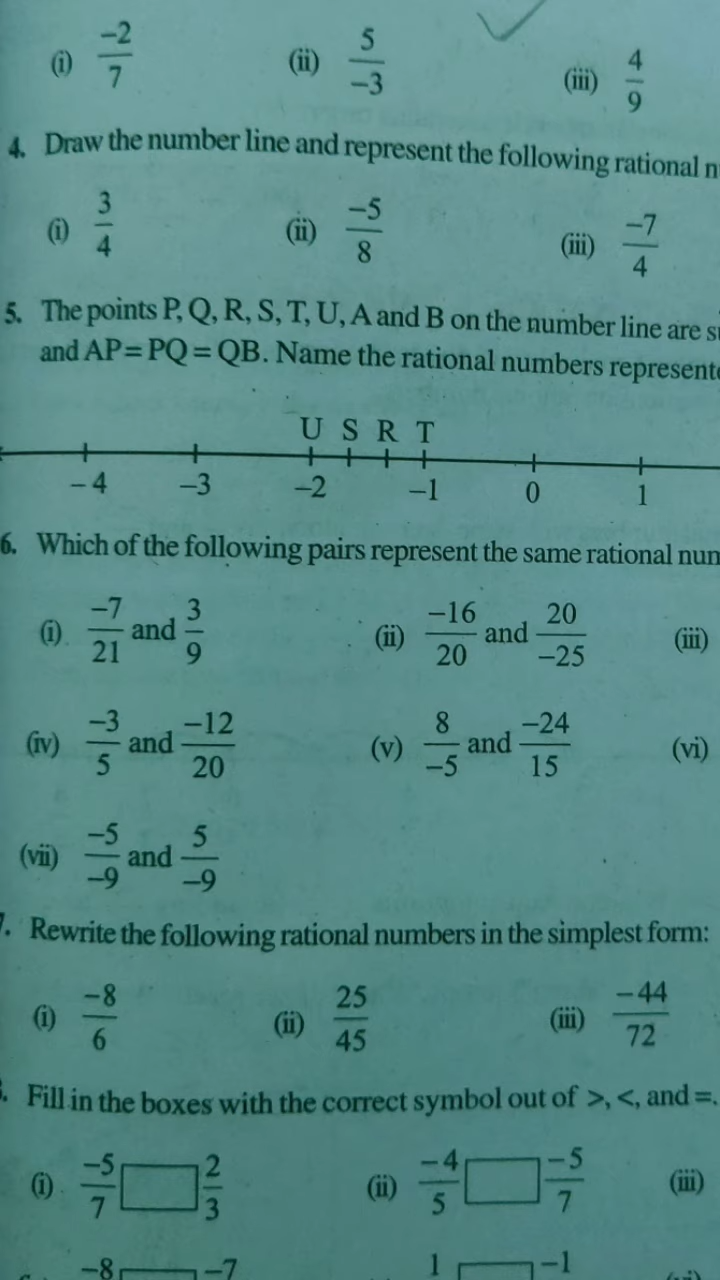 (i) -2/7 (ii) 5/-3 (iii) 4/9
4. Draw the number line and represent the following rational n
(i) 3/4 (ii) -5/8 (iii) -7/4
5. The points P, Q, R, S, T, U, A and B on the number line are
and AP = PQ = QB. Name the rational numbers represent
U S R T
-4 -3 -2 -1 0 1
6. Which of the following pairs represent the same rational num
(i) -7/21 and 3/9 (ii) -16/20 and 20/-25 (iii)
(iv) -3/5 and -12/20 (v) 8/-5 and -24/15 (vi)
(vii) -5/-9 and 5/-9
7. Rewrite the following rational numbers in the simplest form:
(i) -8/6 (ii) 25/45 (iii) -44/72
Fill in the boxes with the correct symbol out of >, <, and =.
(i) -5/7 □ 2/3 (ii) -4/5 □ -5/7 (iii)
-8 □ -7 1 □ -1